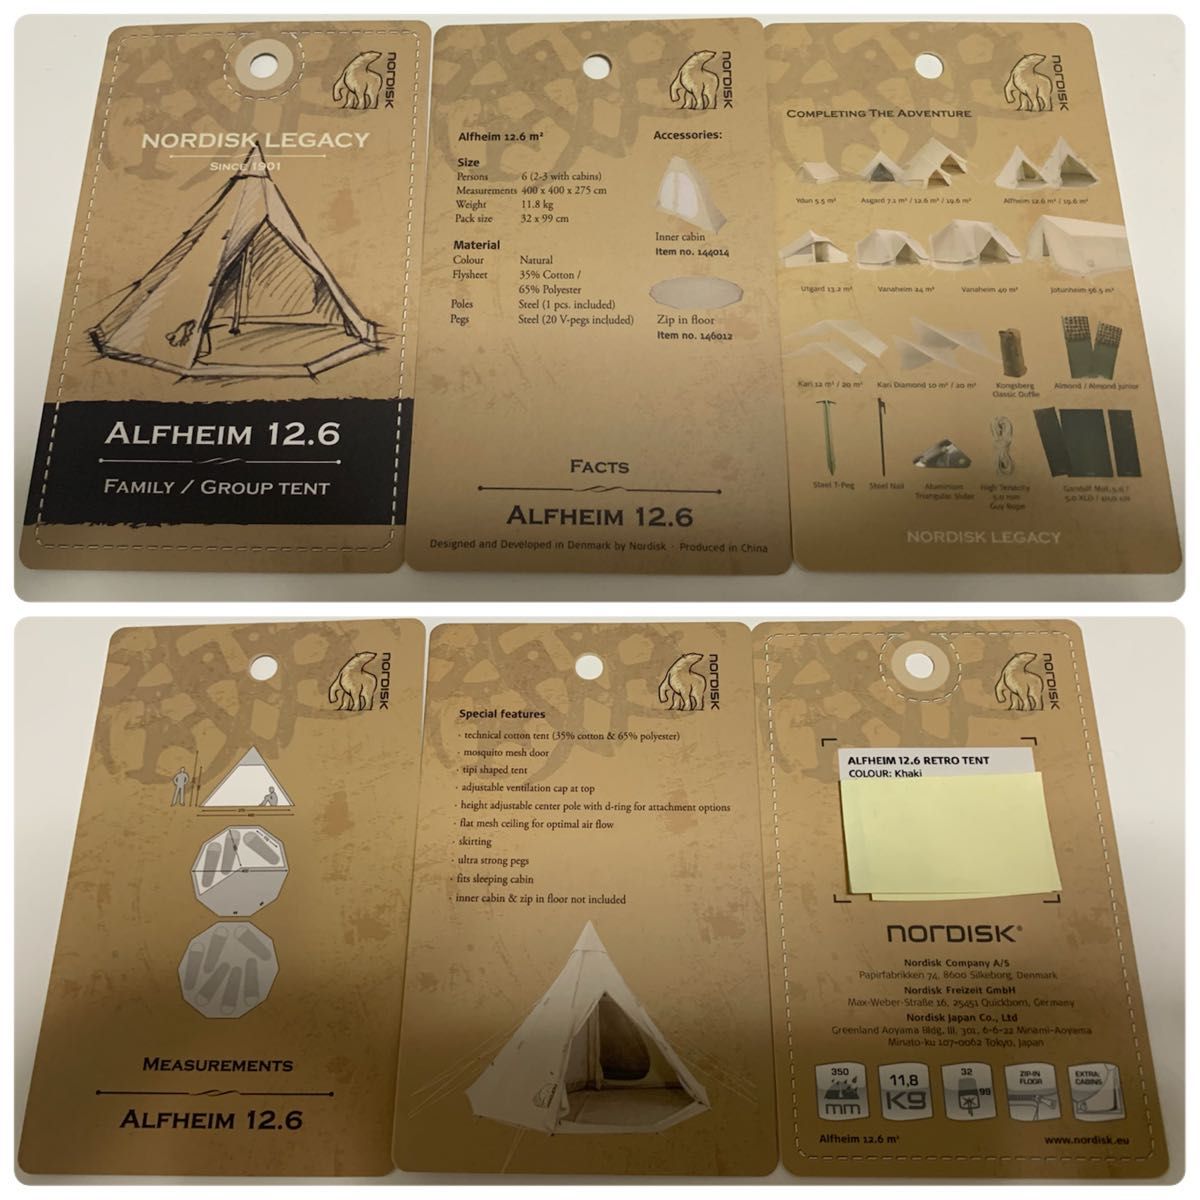 nordisk
NORDISK LEGACY
SINCE 1901
ALFHEIM 12.6
FAMILY / GROUP TENT
nordisk
Alfheim 12.6 m²
Size
Persons 6 (2-3 with cabins)
Measurements 400 x 400 x 275 cm
Weight 11.8 kg
Pack size 32 x 99 cm
Material
Colour Natural
Flysheet 35% Cotton /
65% Polyester
Poles Steel (1 pcs. included)
Pegs Steel (20 V-pegs included)
Accessories:
Inner cabin
Item no. 144014
Zip in floor
Item no. 146012
FACTS
ALFHEIM 12.6
Designed and Developed in Denmark by Nordisk · Produced in China
nordisk
COMPLETING THE ADVENTURE
Ydun 5.5 m² Asgard 7.1 m² / 12.6 m² / 19.6 m² Alfheim 12.6 m² / 19.6 m²
Utgard 13.2 m² Vanaheim 24 m² Vanaheim 40 m² Jotunheim 56.5 m²
Kari 12 m² / 20 m² Kari Diamond 10 m² / 20 m² Kongsberg Almond / Almond Junior
Classic Duffle
Steel T-Peg Steel Nail Aluminium High Tenacity
Triangular Slider 5.0 mm
Guy Rope
NORDISK LEGACY
nordisk
MEASUREMENTS
ALFHEIM 12.6
nordisk
Special features
· technical cotton tent (35% cotton & 65% polyester)
· mosquito mesh door
· tipi shaped tent
· adjustable ventilation cap at top
· height adjustable center pole with d-ring for attachment options
· flat mesh ceiling for optimal air flow
· skirting
· ultra strong pegs
· fits sleeping cabin
· inner cabin & zip in floor not included
nordisk
ALFHEIM 12.6 RETRO TENT
COLOUR: Khaki
nordisk®
Nordisk Company A/S
Papirfabrikken 74, 8600 Silkeborg, Denmark
Nordisk Freizeit GmbH
Max-Weber-Straße 16, 25451 Quickborn, Germany
Nordisk Japan Co., Ltd
Greenland Aoyama Bldg, III, 301, 6-6-22 Minami-Aoyama
Minato-ku 107-0062 Tokyo, Japan
350
mm
11,8
KG
32
99
ZIP-IN
FLOOR
EXTRA:
CABINS
Alfheim 12.6 m²
www.nordisk.eu